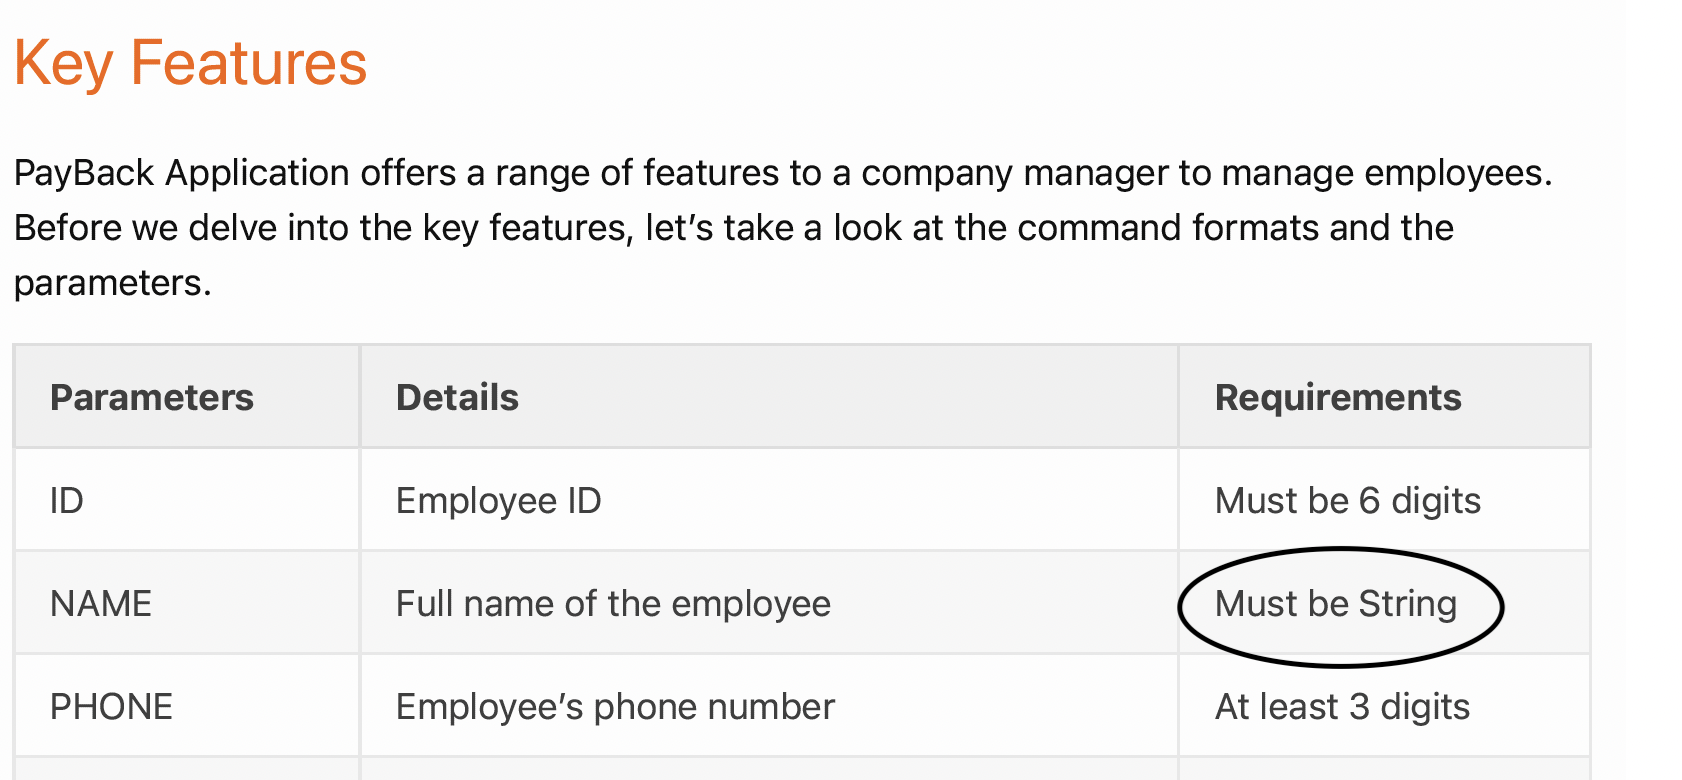 Key Features
PayBack Application offers a range of features to a company manager to manage employees.
Before we delve into the key features, let’s take a look at the command formats and the
parameters.
Parameters Details Requirements
ID Employee ID Must be 6 digits
NAME Full name of the employee Must be String
PHONE Employee’s phone number At least 3 digits